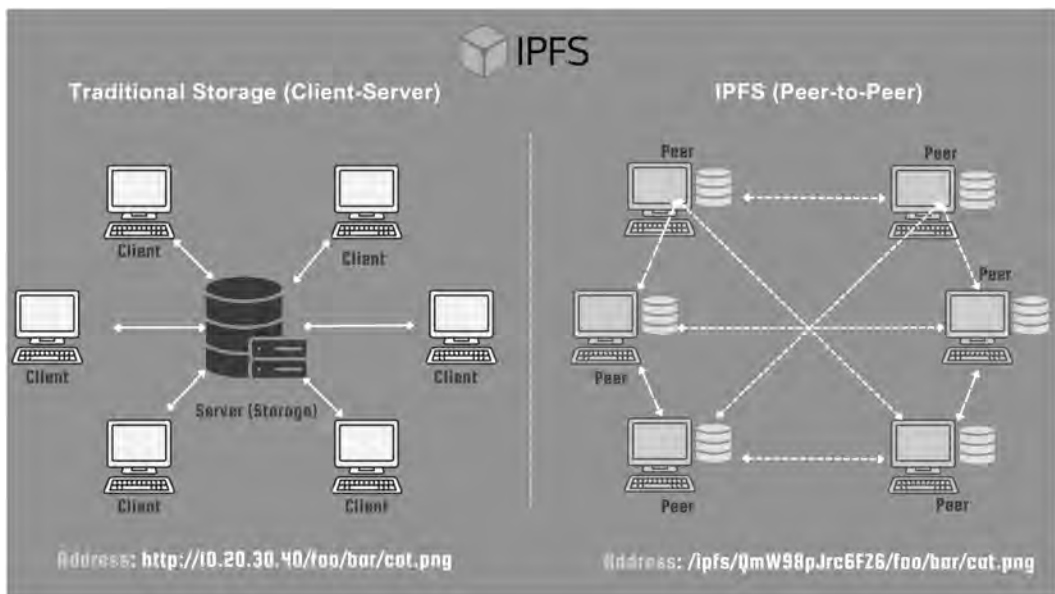 IPFS
Traditional Storage (Client-Server)
IPFS (Peer-to-Peer)
Client
Client
Client
Client
Client
Client
Server (Storage)
Address: http://10.20.30.40/foo/bar/cat.png
Peer
Peer
Peer
Peer
Peer
Peer
Address: /ipfs/QmW98pJrc6FZ6/foo/bar/cat.png